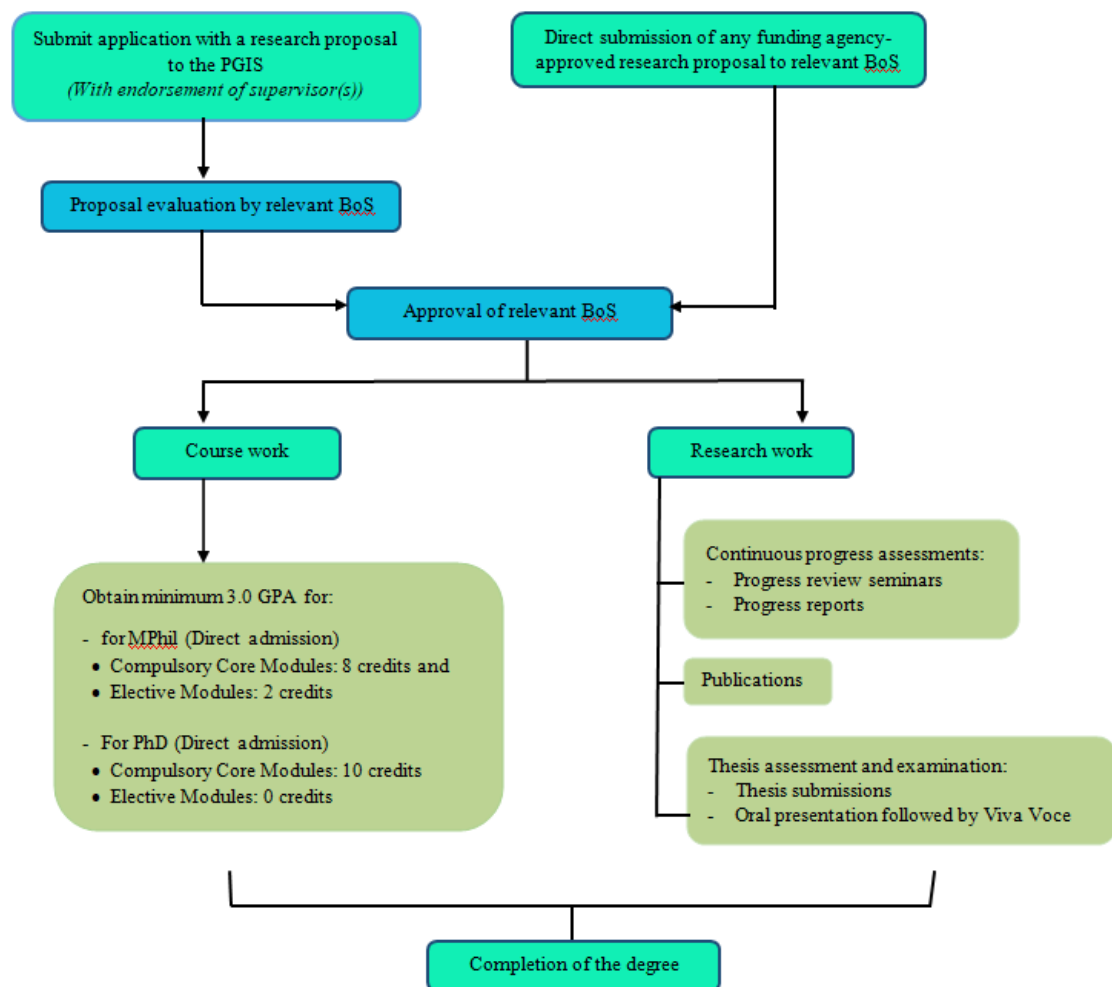 Submit application with a research proposal
to the PGIS
(With endorsement of supervisor(s))
Direct submission of any funding agency-
approved research proposal to relevant BoS
Proposal evaluation by relevant BoS
Approval of relevant BoS
Course work
Research work
Obtain minimum 3.0 GPA for:
- for MPhil (Direct admission)
• Compulsory Core Modules: 8 credits and
• Elective Modules: 2 credits
- For PhD (Direct admission)
• Compulsory Core Modules: 10 credits
• Elective Modules: 0 credits
Continuous progress assessments:
- Progress review seminars
- Progress reports
Publications
Thesis assessment and examination:
- Thesis submissions
- Oral presentation followed by Viva Voce
Completion of the degree